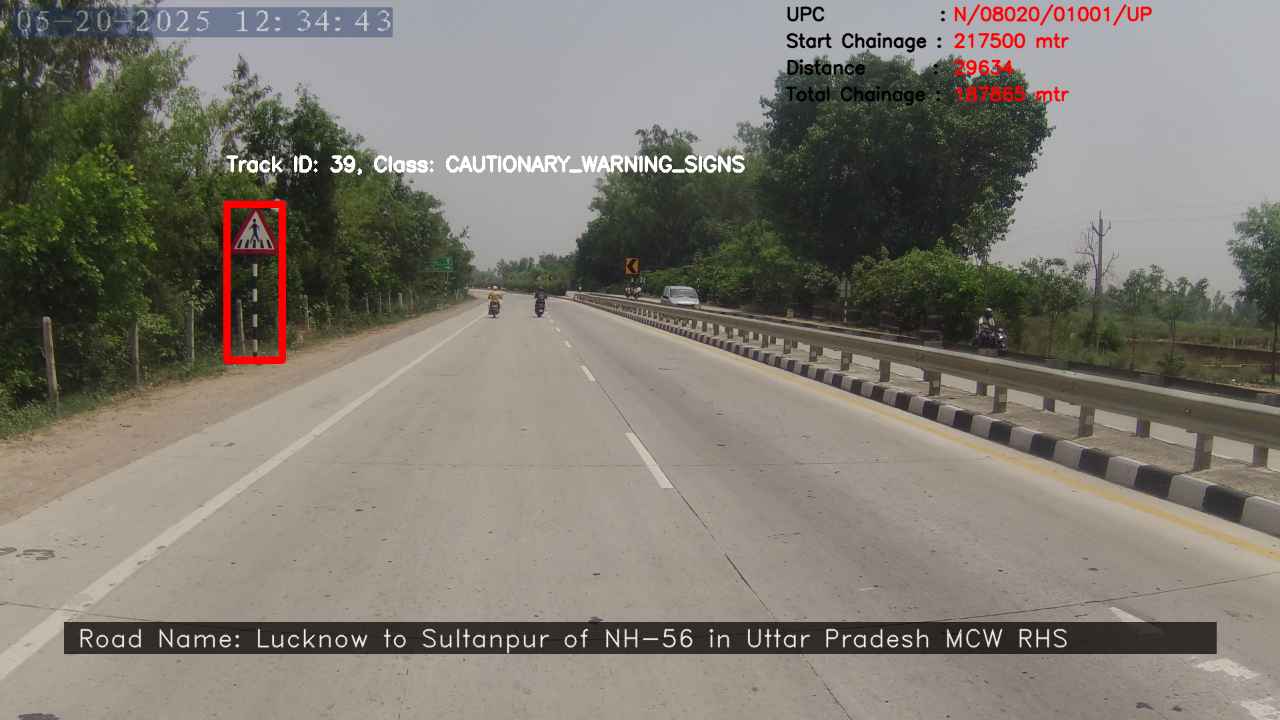 05-20-2025 12:34:43
UPC : N/08020/01001/UP
Start Chainage : 217500 mtr
Distance : 29634
Total Chainage : 187865 mtr
Track ID: 39, Class: CAUTIONARY_WARNING_SIGNS
Road Name: Lucknow to Sultanpur of NH-56 in Uttar Pradesh MCW RHS